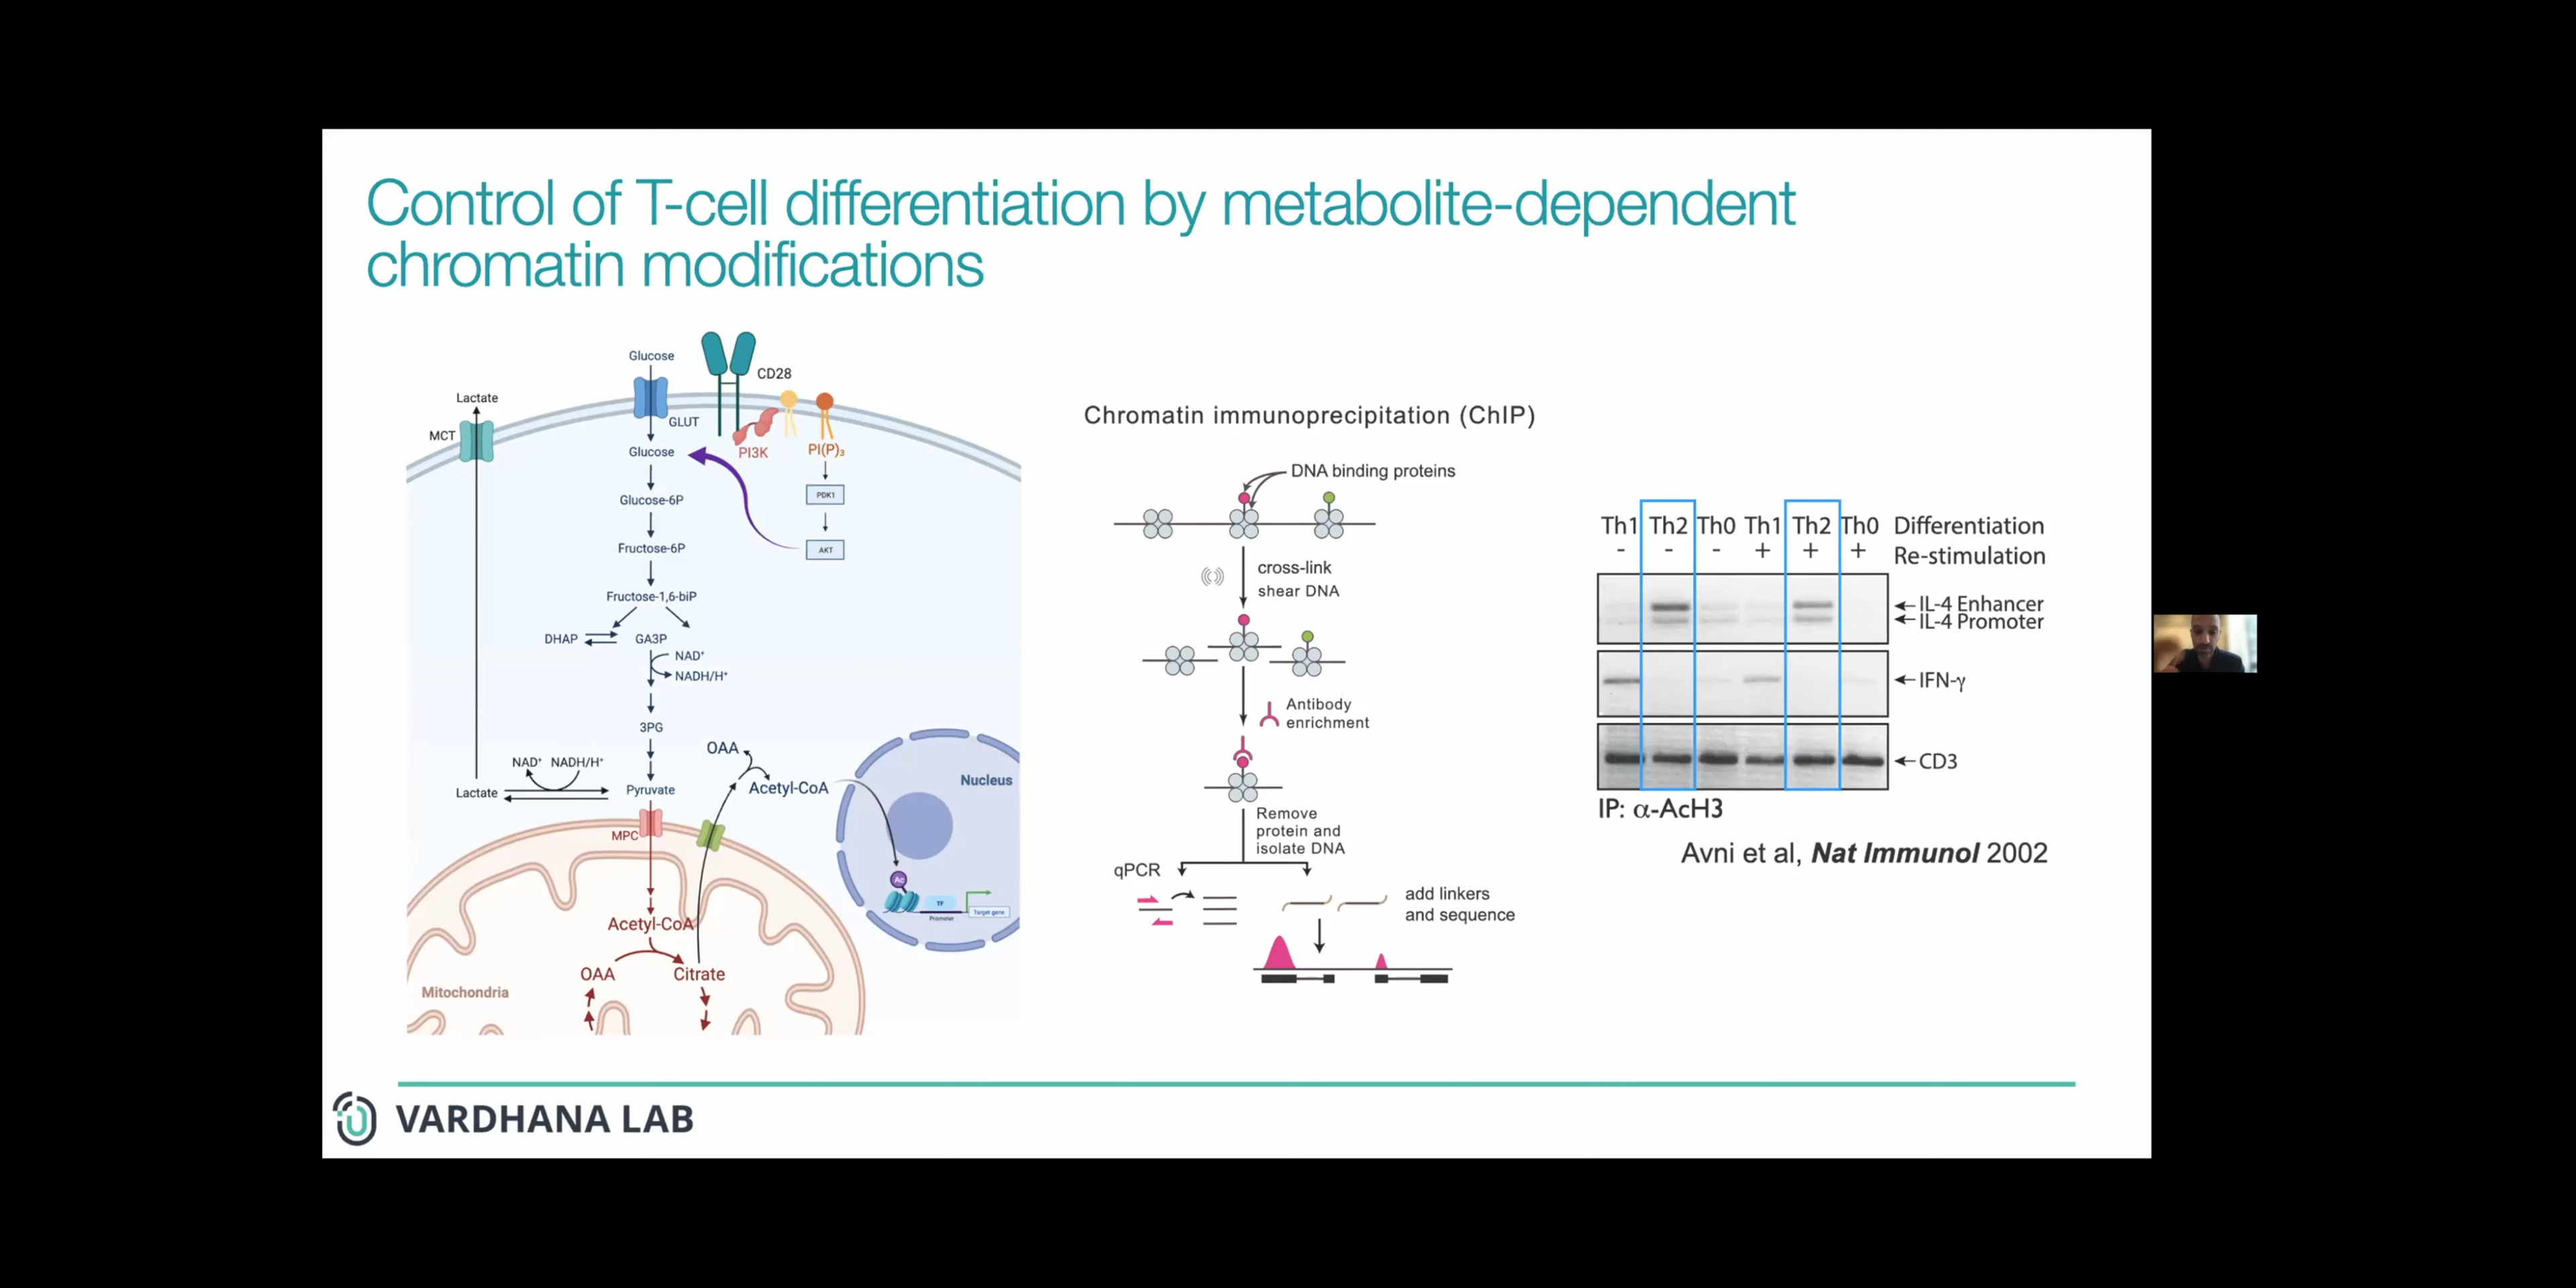 Control of T-cell differentiation by metabolite-dependent
chromatin modifications
Glucose
CD28
Lactate
MCT
GLUT
Glucose
PI3K
PI(P)₃
PDK1
AKT
Glucose-6P
Fructose-6P
Fructose-1,6-biP
DHAP
GA3P
NAD⁺
NADH/H⁺
3PG
OAA
NAD⁺ NADH/H⁺
Lactate
Pyruvate
Acetyl-CoA
MPC
Nucleus
Ac
TF
Promoter
Target gene
Acetyl-CoA
OAA
Citrate
Mitochondria
Chromatin immunoprecipitation (ChIP)
DNA binding proteins
cross-link
shear DNA
Antibody
enrichment
Remove
protein and
isolate DNA
qPCR
add linkers
and sequence
Th1 Th2 Th0 Th1 Th2 Th0 Differentiation
- - - + + + Re-stimulation
IL-4 Enhancer
IL-4 Promoter
IFN-γ
CD3
IP: α-AcH3
Avni et al, Nat Immunol 2002
VARDHANA LAB